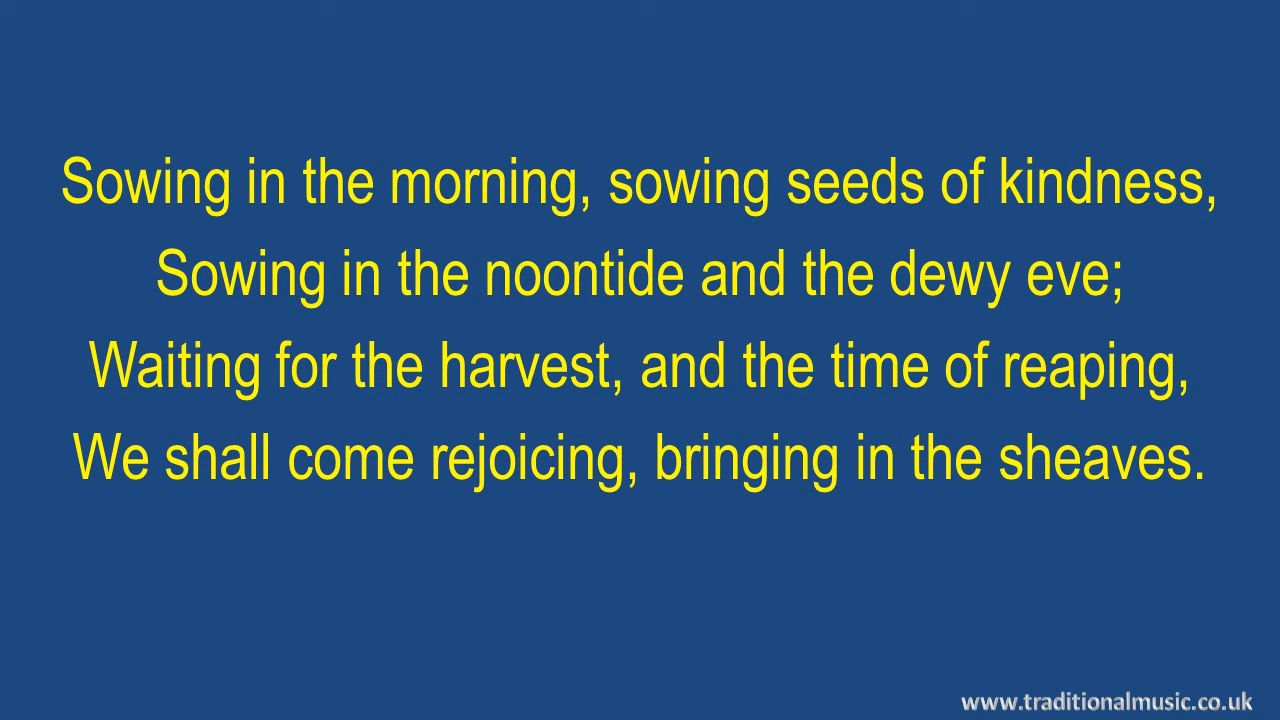 Sowing in the morning, sowing seeds of kindness,
Sowing in the noontide and the dewy eve;
Waiting for the harvest, and the time of reaping,
We shall come rejoicing, bringing in the sheaves.
www.traditionalmusic.co.uk